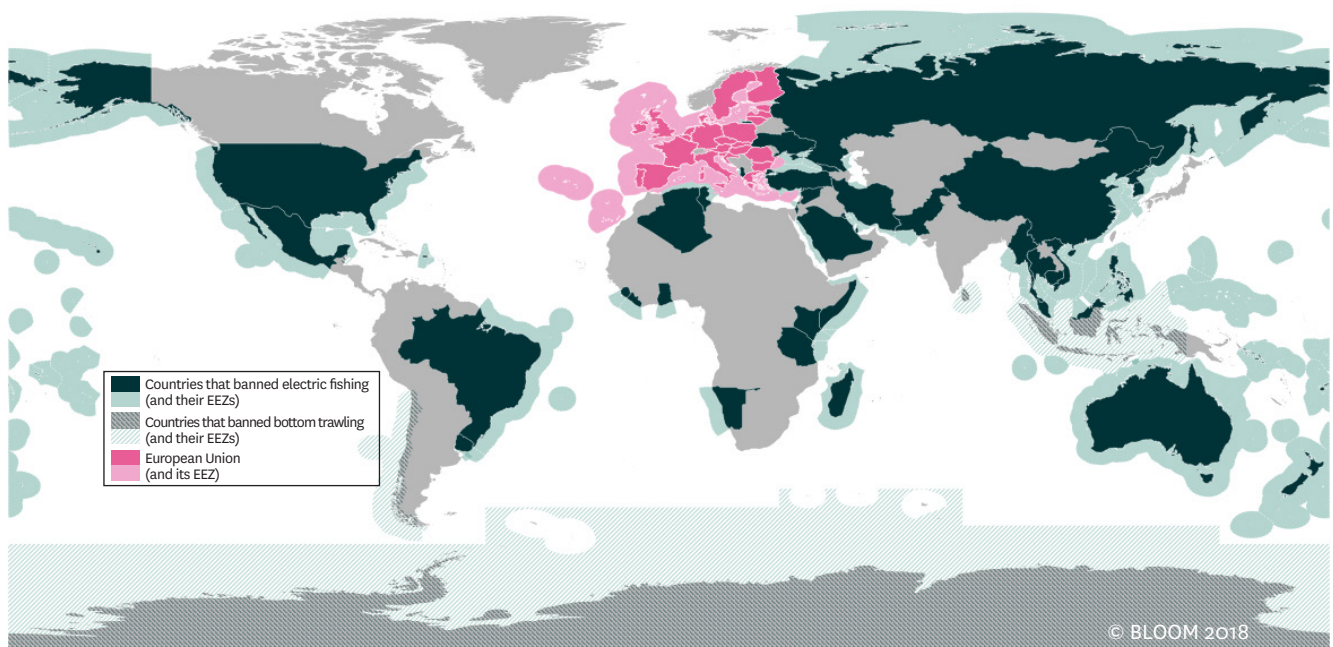 Countries that banned electric fishing
(and their EEZs)
Countries that banned bottom trawling
(and their EEZs)
European Union
(and its EEZ)
© BLOOM 2018